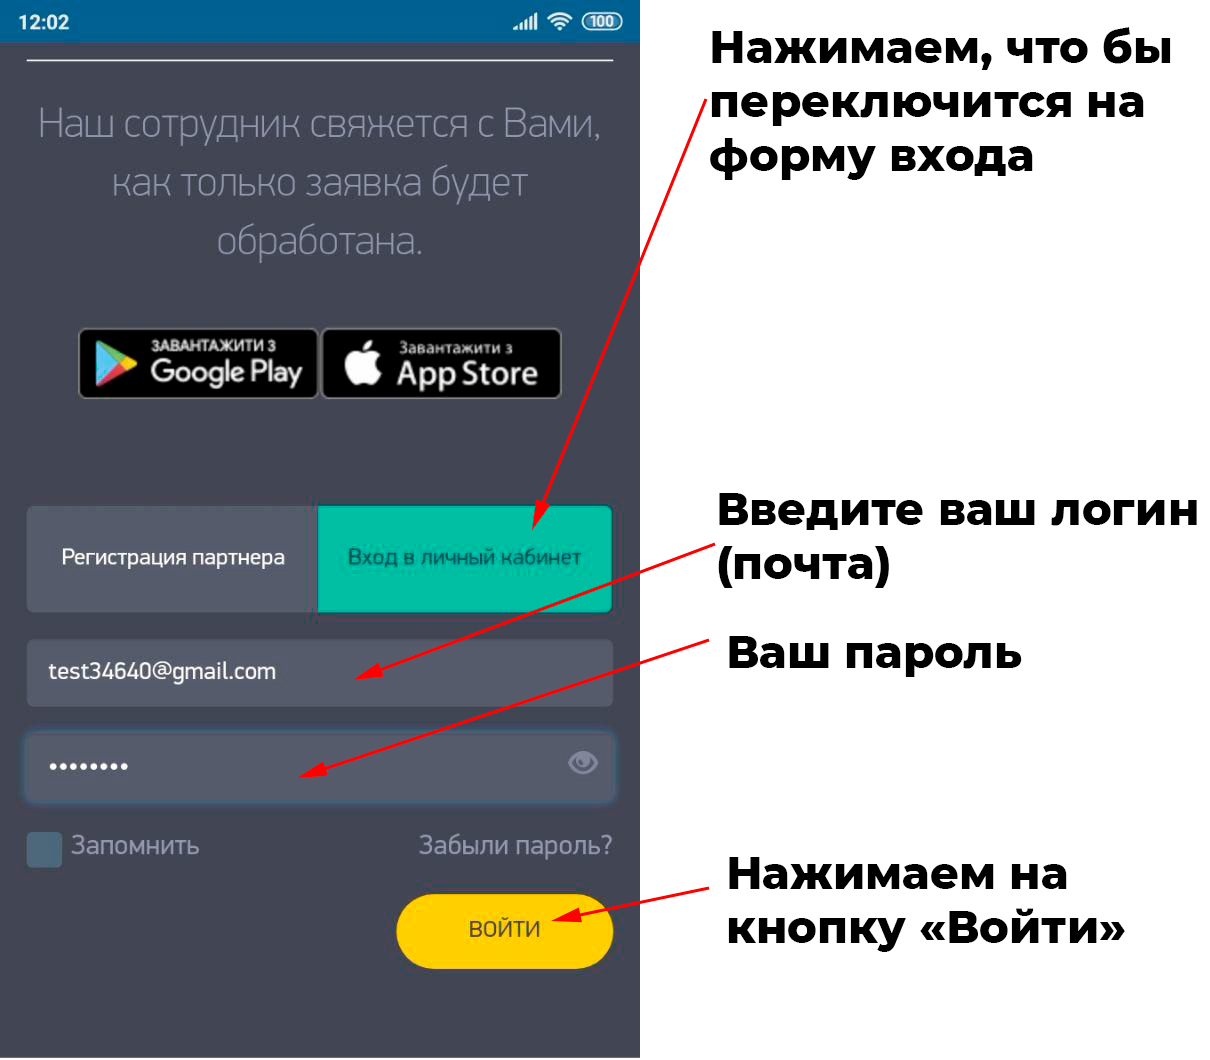 12:02
100
Наш сотрудник свяжется с Вами,
как только заявка будет
обработана.
ЗАВАНТАЖИТИ З
Google Play
Завантажити з
App Store
Регистрация партнера
Вход в личный кабинет
test34640@gmail.com
••••••••
Запомнить
Забыли пароль?
ВОЙТИ
Нажимаем, что бы
переключится на
форму входа
Введите ваш логин
(почта)
Ваш пароль
Нажимаем на
кнопку «Войти»